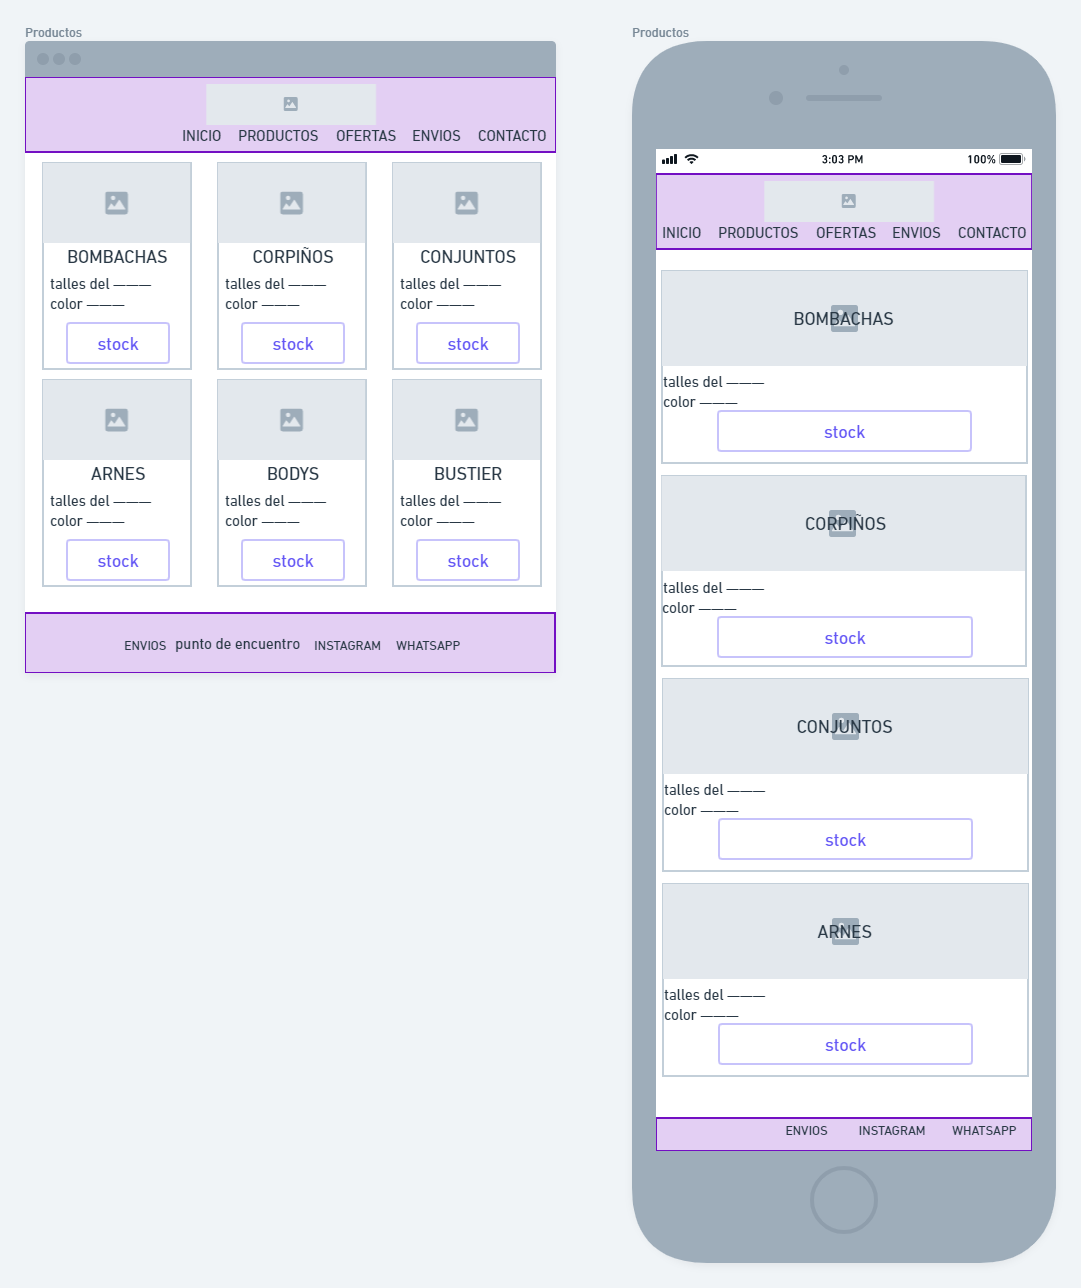 Productos
INICIO PRODUCTOS OFERTAS ENVIOS CONTACTO
BOMBACHAS CORPIÑOS CONJUNTOS
talles del ——— talles del ——— talles del ———
color ——— color ——— color ———
stock stock stock
ARNES BODYS BUSTIER
talles del ——— talles del ——— talles del ———
color ——— color ——— color ———
stock stock stock
ENVIOS punto de encuentro INSTAGRAM WHATSAPP
Productos
3:03 PM 100%
INICIO PRODUCTOS OFERTAS ENVIOS CONTACTO
BOMBACHAS
talles del ———
color ———
stock
CORPIÑOS
talles del ———
color ———
stock
CONJUNTOS
talles del ———
color ———
stock
ARNES
talles del ———
color ———
stock
ENVIOS INSTAGRAM WHATSAPP